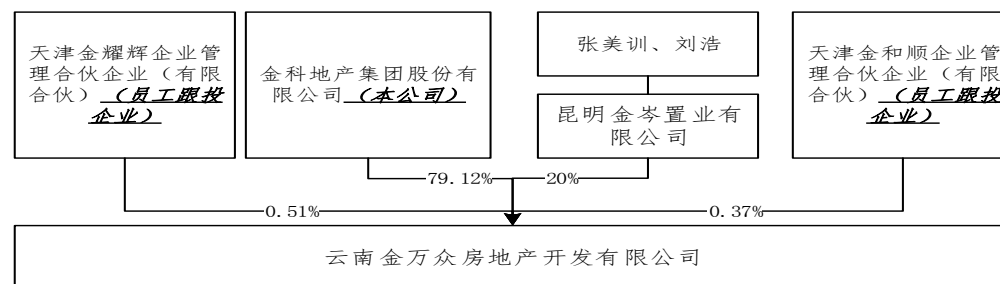 天津金耀辉企业管
理合伙企业（有限
合伙）（员工跟投
企业）
金科地产集团股份有
限公司（本公司）
张美训、刘浩
昆明金岑置业有
限公司
天津金和顺企业管
理合伙企业（有限
合伙）（员工跟投
企业）
79.12%
20%
0.51%
0.37%
云南金万众房地产开发有限公司